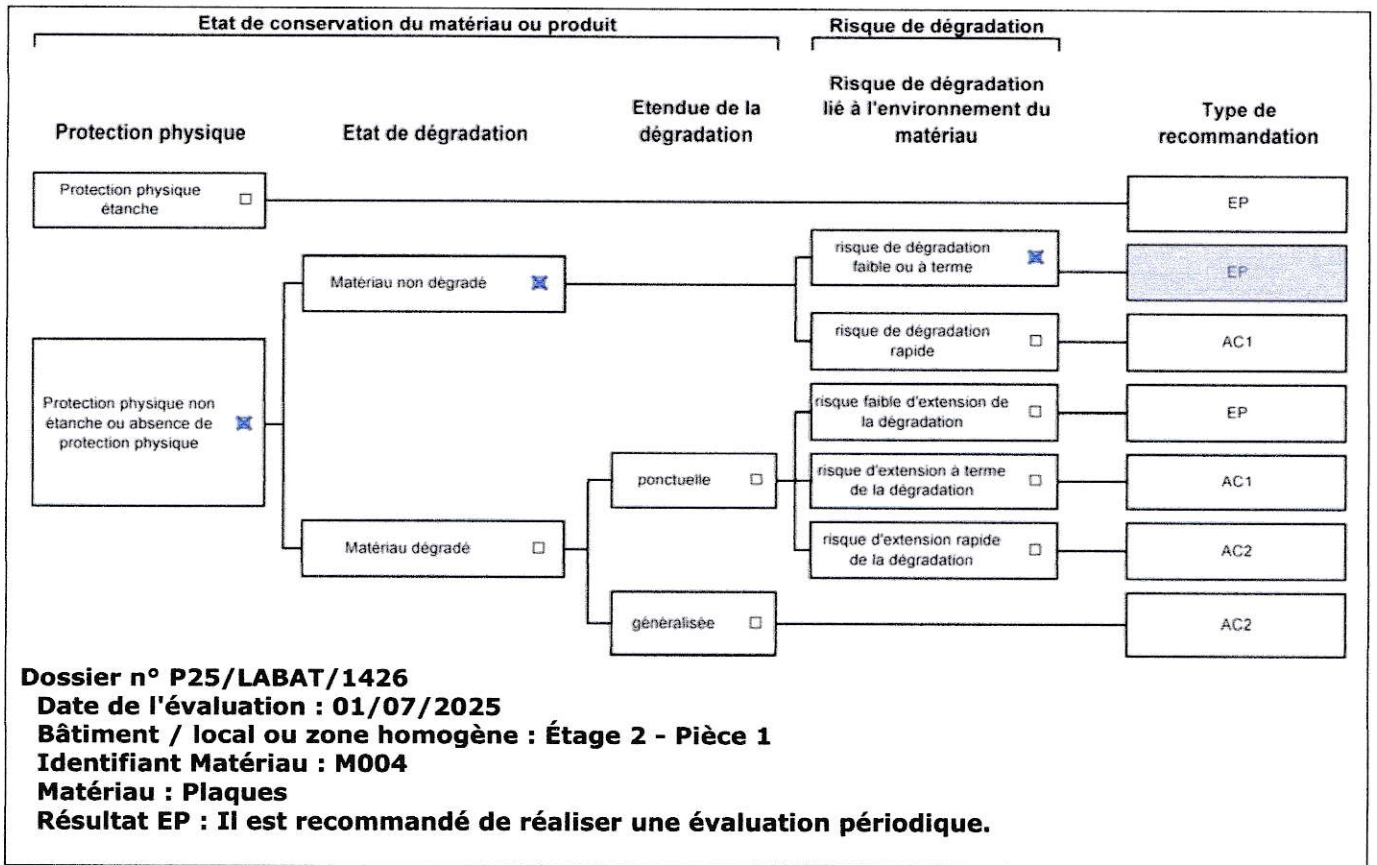 Etat de conservation du matériau ou produit
Risque de dégradation
Protection physique
Etat de dégradation
Etendue de la
dégradation
Risque de dégradation
lié à l'environnement du
matériau
Type de
recommandation
Protection physique
étanche
EP
Protection physique non
étanche ou absence de
protection physique
Matériau non dégradé
risque de dégradation
faible ou à terme
EP
risque de dégradation
rapide
AC1
Matériau dégradé
ponctuelle
risque faible d'extension de
la dégradation
EP
risque d'extension à terme
de la dégradation
AC1
risque d'extension rapide
de la dégradation
AC2
généralisée
AC2
Dossier n° P25/LABAT/1426
Date de l'évaluation : 01/07/2025
Bâtiment / local ou zone homogène : Étage 2 - Pièce 1
Identifiant Matériau : M004
Matériau : Plaques
Résultat EP : Il est recommandé de réaliser une évaluation périodique.